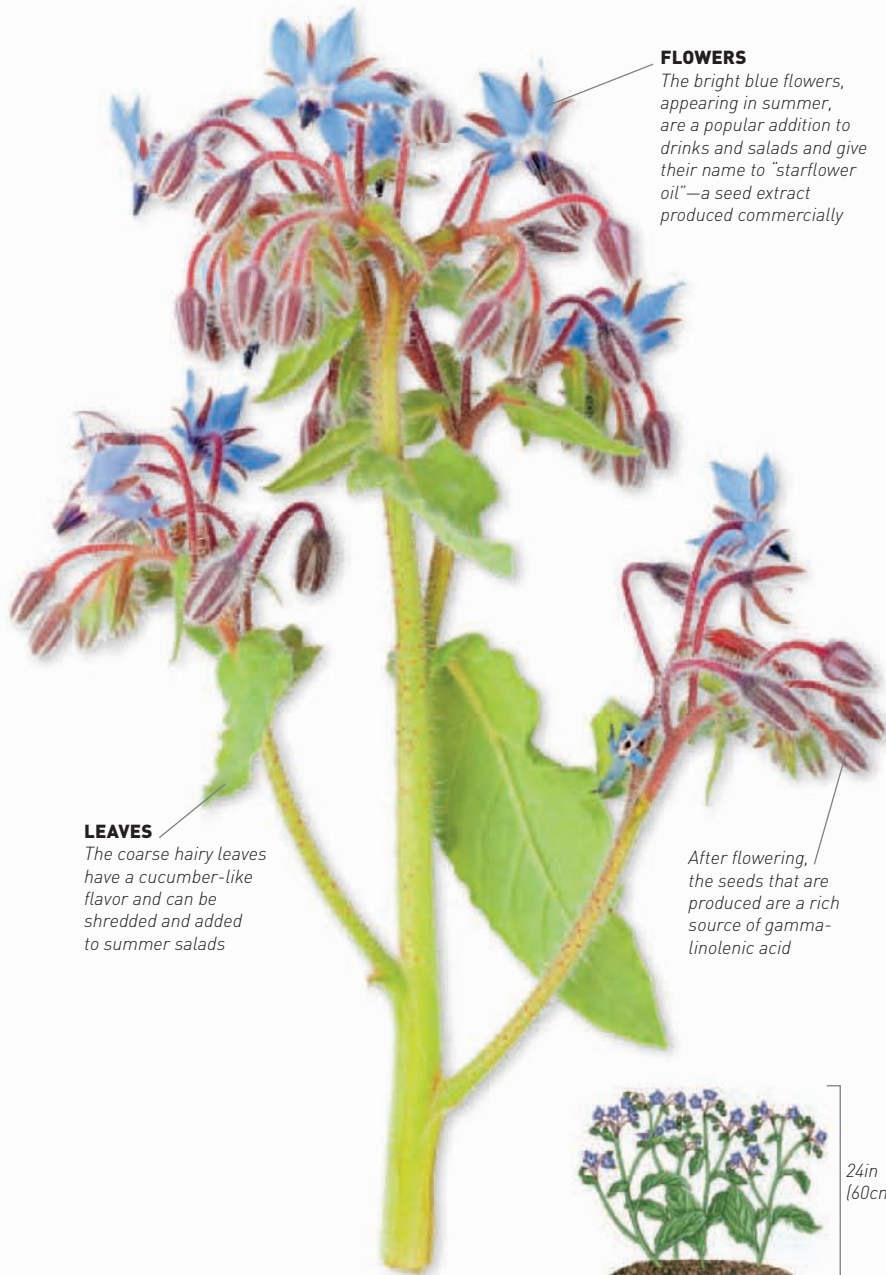 FLOWERS
The bright blue flowers,
appearing in summer,
are a popular addition to
drinks and salads and give
their name to “starflower
oil”—a seed extract
produced commercially
LEAVES
The coarse hairy leaves
have a cucumber-like
flavor and can be
shredded and added
to summer salads
After flowering,
the seeds that are
produced are a rich
source of gamma-
linolenic acid
24in
(60cm